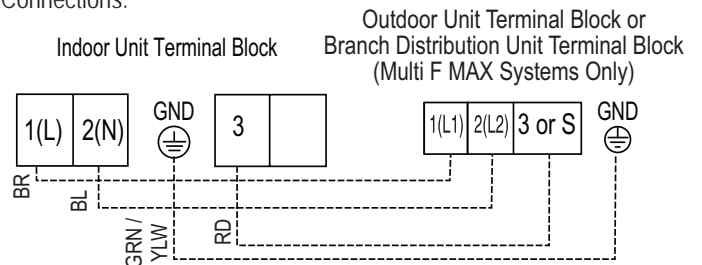 Connections.
Outdoor Unit Terminal Block or
Indoor Unit Terminal Block
Branch Distribution Unit Terminal Block
(Multi F MAX Systems Only)
1(L) 2(N) GND 3
1(L1) 2(L2) 3 or S GND
BR
BL
GRN /
YLW
RD